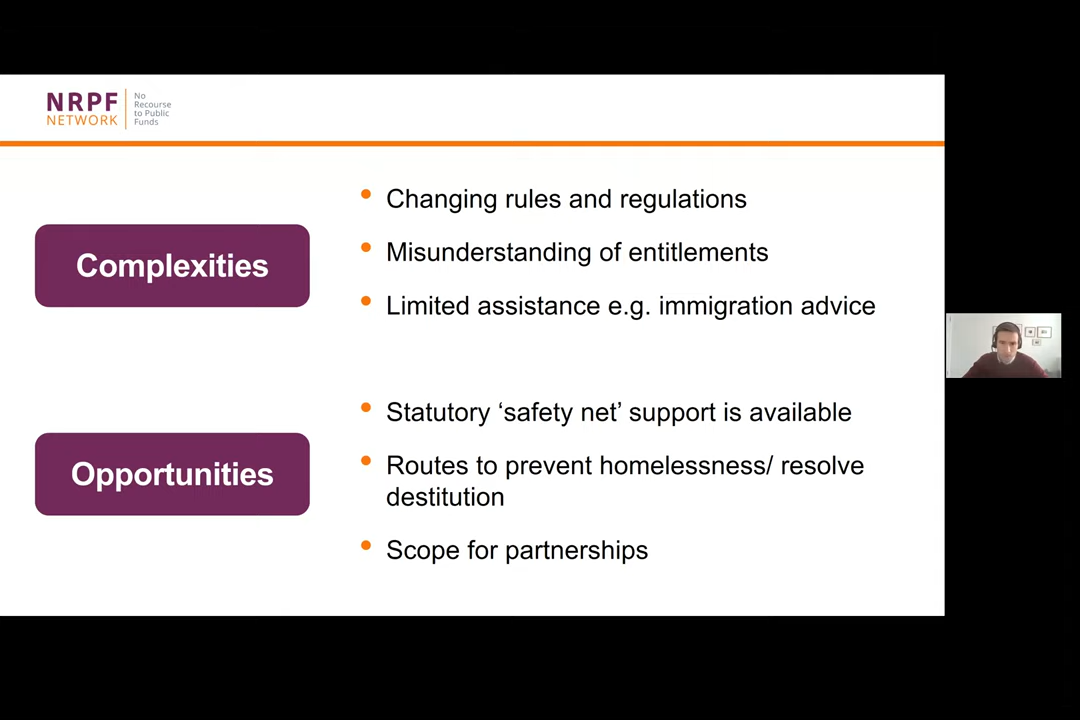 NRPF
NETWORK
No
Recourse
to Public
Funds
Complexities
Changing rules and regulations
Misunderstanding of entitlements
Limited assistance e.g. immigration advice
Opportunities
Statutory ‘safety net’ support is available
Routes to prevent homelessness/ resolve
destitution
Scope for partnerships